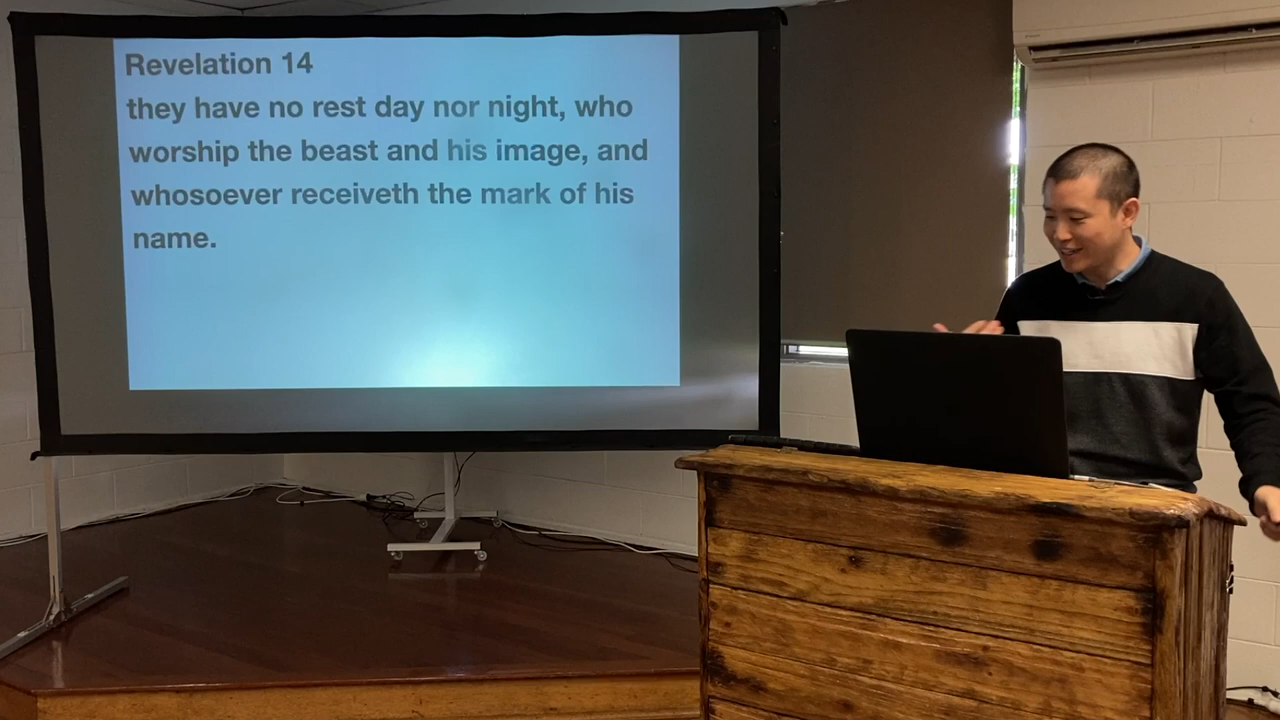 Revelation 14
they have no rest day nor night, who
worship the beast and his image, and
whosoever receiveth the mark of his
name.